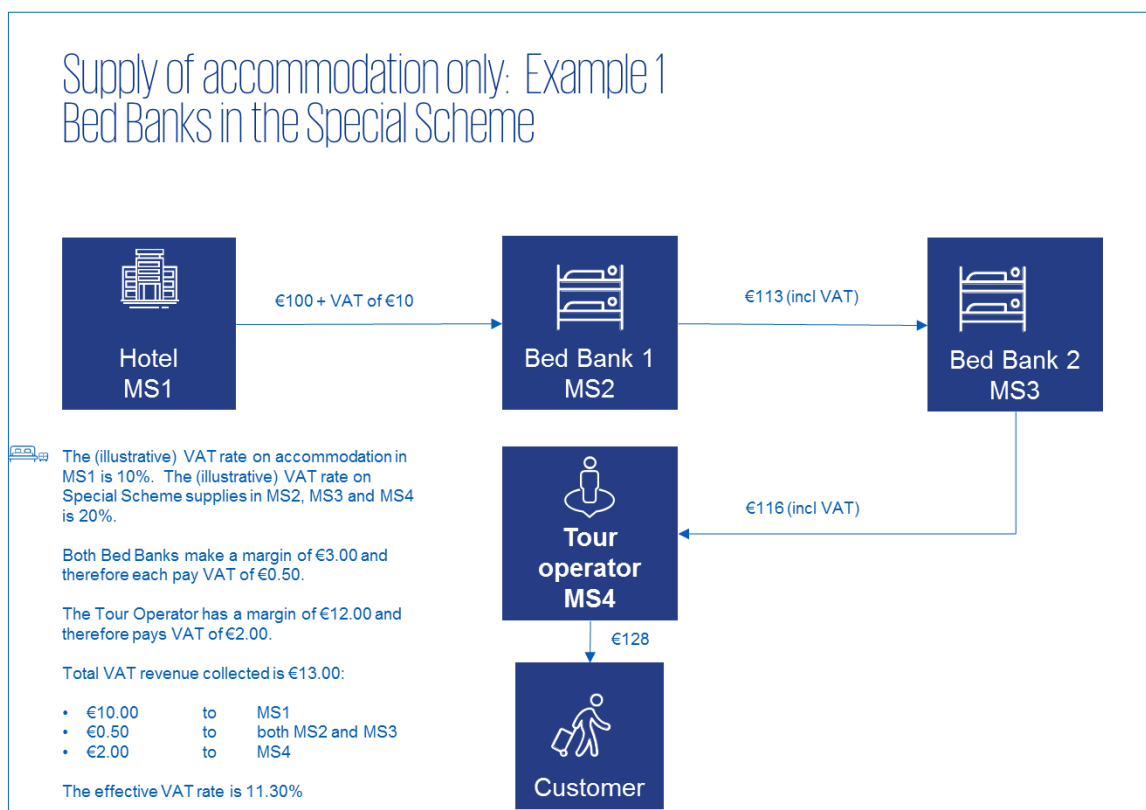 Supply of accommodation only: Example 1
Bed Banks in the Special Scheme
Hotel
MS1
€100 + VAT of €10
Bed Bank 1
MS2
€113 (incl VAT)
Bed Bank 2
MS3
€116 (incl VAT)
Tour
operator
MS4
€128
Customer
The (illustrative) VAT rate on accommodation in
MS1 is 10%. The (illustrative) VAT rate on
Special Scheme supplies in MS2, MS3 and MS4
is 20%.
Both Bed Banks make a margin of €3.00 and
therefore each pay VAT of €0.50.
The Tour Operator has a margin of €12.00 and
therefore pays VAT of €2.00.
Total VAT revenue collected is €13.00:
• €10.00 to MS1
• €0.50 to both MS2 and MS3
• €2.00 to MS4
The effective VAT rate is 11.30%